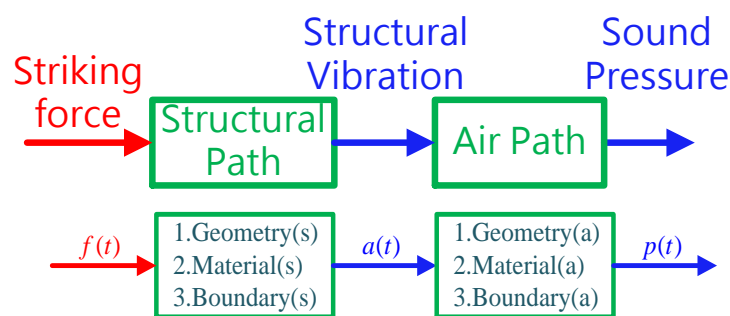 Striking
force
Structural
Path
Structural
Vibration
Air Path
Sound
Pressure
f(t)
1.Geometry(s)
2.Material(s)
3.Boundary(s)
a(t)
1.Geometry(a)
2.Material(a)
3.Boundary(a)
p(t)